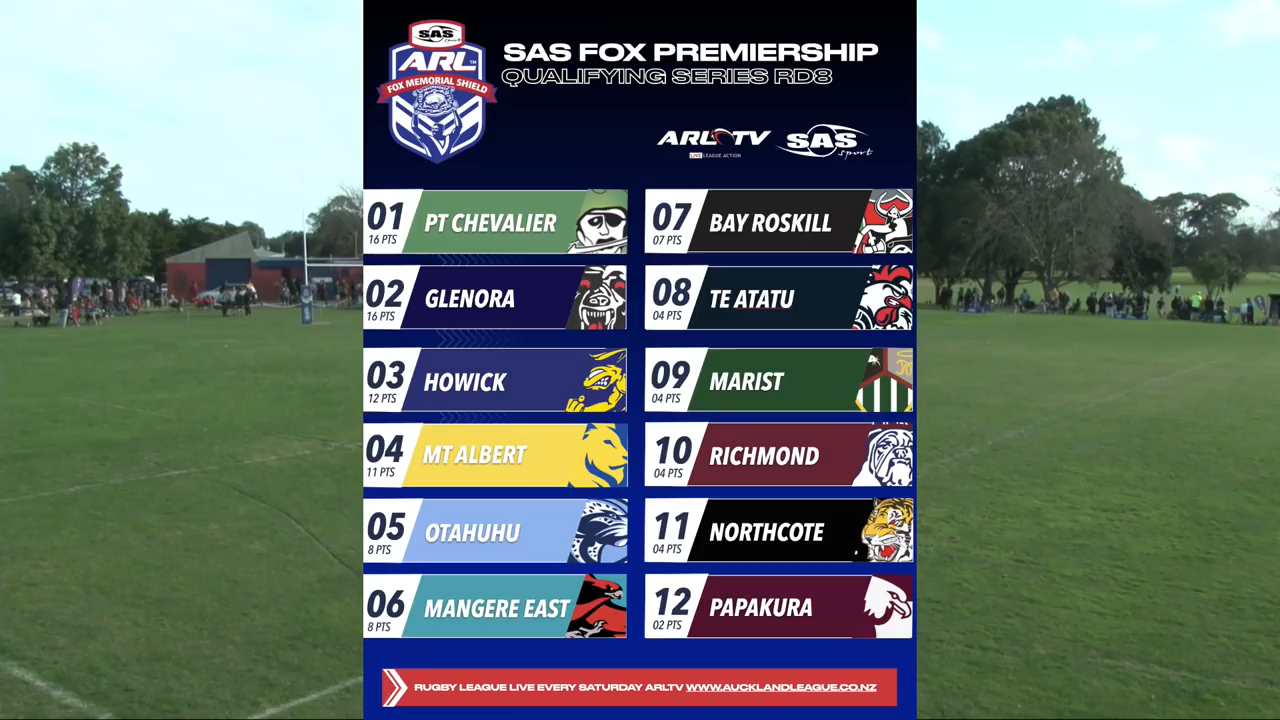 SAS
sport
ARL™
FOX MEMORIAL SHIELD
SAS FOX PREMIERSHIP
QUALIFYING SERIES RD8
ARL TV
LIVE LEAGUE ACTION
SAS
sport
01
16 PTS
PT CHEVALIER
02
16 PTS
GLENORA
03
12 PTS
HOWICK
04
11 PTS
MT ALBERT
05
8 PTS
OTAHUHU
06
8 PTS
MANGERE EAST
07
07 PTS
BAY ROSKILL
08
04 PTS
TE ATATU
09
04 PTS
MARIST
10
04 PTS
RICHMOND
11
04 PTS
NORTHCOTE
12
02 PTS
PAPAKURA
RUGBY LEAGUE LIVE EVERY SATURDAY ARLTV WWW.AUCKLANDLEAGUE.CO.NZ